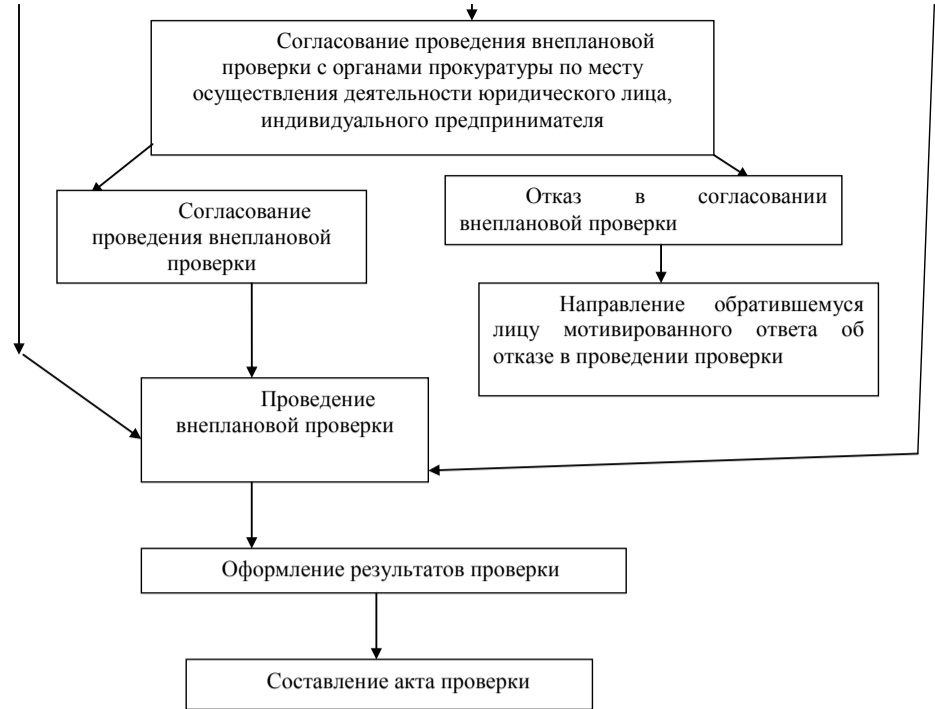 Согласование проведения внеплановой
проверки с органами прокуратуры по месту
осуществления деятельности юридического лица,
индивидуального предпринимателя
Согласование
проведения внеплановой
проверки
Отказ в согласовании
внеплановой проверки
Направление обратившемуся
лицу мотивированного ответа об
отказе в проведении проверки
Проведение
внеплановой проверки
Оформление результатов проверки
Составление акта проверки